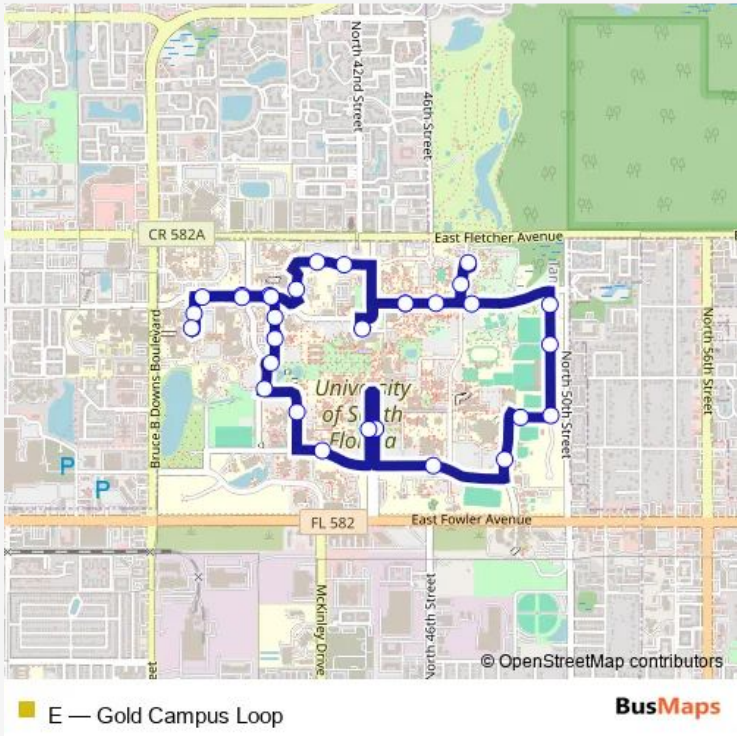 North 42nd Street
46th Street
CR 582A
East Fletcher Avenue
Bruce B Downs Boulevard
North 56th Street
North 50th Street
University
of South
Florida
P
P
FL 582
East Fowler Avenue
McKinley Drive
North 46th Street
eet
© OpenStreetMap contributors
E — Gold Campus Loop
BusMaps